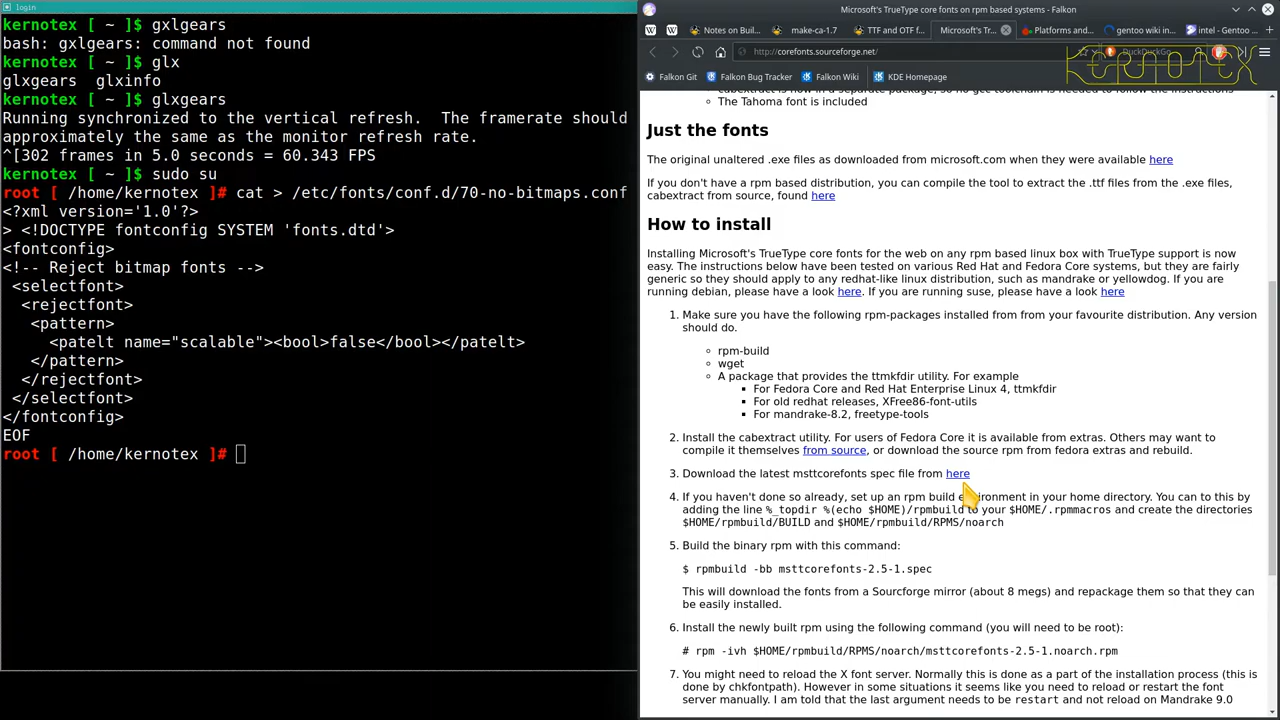 login
kernotex [ ~ ]$ gxlgears
bash: gxlgears: command not found
kernotex [ ~ ]$ glx
glxgears  glxinfo
kernotex [ ~ ]$ glxgears
Running synchronized to the vertical refresh.  The framerate should
approximately the same as the monitor refresh rate.
^[302 frames in 5.0 seconds = 60.343 FPS
kernotex [ ~ ]$ sudo su
root [ /home/kernotex ]# cat > /etc/fonts/conf.d/70-no-bitmaps.conf
<?xml version='1.0'?>
> <!DOCTYPE fontconfig SYSTEM 'fonts.dtd'>
<fontconfig>
<!-- Reject bitmap fonts -->
 <selectfont>
  <rejectfont>
   <pattern>
     <patelt name="scalable"><bool>false</bool></patelt>
   </pattern>
  </rejectfont>
 </selectfont>
</fontconfig>
EOF
root [ /home/kernotex ]#
Microsoft's TrueType core fonts on rpm based systems - Falkon
Notes on Buil...
make-ca-1.7
TTF and OTF f...
Microsoft's Tr...
Platforms and...
gentoo wiki in...
intel - Gentoo ...
http://corefonts.sourceforge.net/
DuckDuckGo
KERNOTEX
Falkon Git
Falkon Bug Tracker
Falkon Wiki
KDE Homepage
cabextract is now in a separate package, so no gcc toolchain is needed to follow the instructions
The Tahoma font is included
Just the fonts
The original unaltered .exe files as downloaded from microsoft.com when they were available here
If you don't have a rpm based distribution, you can compile the tool to extract the .ttf files from the .exe files,
cabextract from source, found here
How to install
Installing Microsoft's TrueType core fonts for the web on any rpm based linux box with TrueType support is now
easy. The instructions below have been tested on various Red Hat and Fedora Core systems, but they are fairly
generic so they should apply to any redhat-like linux distribution, such as mandrake or yellowdog. If you are
running debian, please have a look here. If you are running suse, please have a look here
1. Make sure you have the following rpm-packages installed from from your favourite distribution. Any version
should do.
rpm-build
wget
A package that provides the ttmkfdir utility. For example
For Fedora Core and Red Hat Enterprise Linux 4, ttmkfdir
For old redhat releases, XFree86-font-utils
For mandrake-8.2, freetype-tools
2. Install the cabextract utility. For users of Fedora Core it is available from extras. Others may want to
compile it themselves from source, or download the source rpm from fedora extras and rebuild.
3. Download the latest msttcorefonts spec file from here
4. If you haven't done so already, set up an rpm build environment in your home directory. You can to this by
adding the line %_topdir %(echo $HOME)/rpmbuild to your $HOME/.rpmmacros and create the directories
$HOME/rpmbuild/BUILD and $HOME/rpmbuild/RPMS/noarch
5. Build the binary rpm with this command:
$ rpmbuild -bb msttcorefonts-2.5-1.spec
This will download the fonts from a Sourcforge mirror (about 8 megs) and repackage them so that they can
be easily installed.
6. Install the newly built rpm using the following command (you will need to be root):
# rpm -ivh $HOME/rpmbuild/RPMS/noarch/msttcorefonts-2.5-1.noarch.rpm
7. You might need to reload the X font server. Normally this is done as a part of the installation process (this is
done by chkfontpath). However in some situations it seems like you need to reload or restart the font
server manually. I am told that the last argument needs to be restart and not reload on Mandrake 9.0